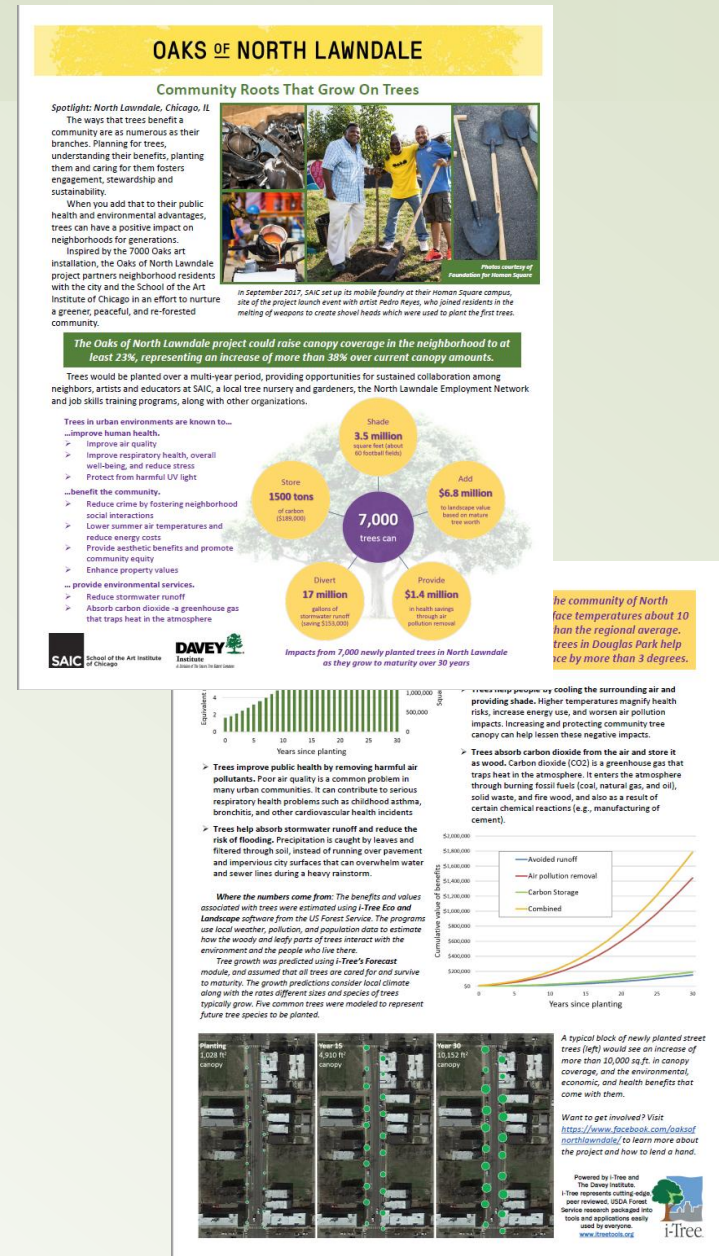 OAKS OF NORTH LAWNDALE
Community Roots That Grow On Trees
Spotlight: North Lawndale, Chicago, IL
The ways that trees benefit a
community are as numerous as their
branches. Planning for trees,
understanding their benefits, planting
them and caring for them fosters
engagement, stewardship and
sustainability.
When you add that to their public
health and environmental advantages,
trees can have a positive impact on
neighborhoods for generations.
Inspired by the 7000 Oaks art
installation, the Oaks of North Lawndale
project partners neighborhood residents
with the city and the School of the Art
Institute of Chicago in an effort to nurture
a greener, peaceful, and re-forested
community.
Photos courtesy of
Foundation for Homan Square
In September 2017, SAIC set up its mobile foundry at their Homan Square campus,
site of the project launch event with artist Pedro Reyes, who joined residents in the
melting of weapons to create shovel heads which were used to plant the first trees.
The Oaks of North Lawndale project could raise canopy coverage in the neighborhood to at
least 23%, representing an increase of more than 38% over current canopy amounts.
Trees would be planted over a multi-year period, providing opportunities for sustained collaboration among
neighbors, artists and educators at SAIC, a local tree nursery and gardeners, the North Lawndale Employment Network
and job skills training programs, along with other organizations.
Trees in urban environments are known to...
...improve human health.
➢ Improve air quality
➢ Improve respiratory health, overall
well-being, and reduce stress
➢ Protect from harmful UV light
...benefit the community.
➢ Reduce crime by fostering neighborhood
social interactions
➢ Lower summer air temperatures and
reduce energy costs
➢ Provide aesthetic benefits and promote
community equity
➢ Enhance property values
... provide environmental services.
➢ Reduce stormwater runoff
➢ Absorb carbon dioxide -a greenhouse gas
that traps heat in the atmosphere
Shade
3.5 million
square feet (about
60 football fields)
Store
1500 tons
of carbon
($189,000)
Add
$6.8 million
to landscape value
based on mature
tree worth
7,000
trees can
Divert
17 million
gallons of
stormwater runoff
(saving $153,000)
Provide
$1.4 million
in health savings
through air
pollution removal
Impacts from 7,000 newly planted trees in North Lawndale
as they grow to maturity over 30 years
SAIC School of the Art Institute
of Chicago
DAVEY
Institute
he community of North
face temperatures about 10
han the regional average.
trees in Douglas Park help
nce by more than 3 degrees.
Equivalent
4
2
0
0 5 10 15 20 25 30
Years since planting
1,000,000
500,000
0
Squa
➢ Trees improve public health by removing harmful air
pollutants. Poor air quality is a common problem in
many urban communities. It can contribute to serious
respiratory health problems such as childhood asthma,
bronchitis, and other cardiovascular health incidents
➢ Trees help absorb stormwater runoff and reduce the
risk of flooding. Precipitation is caught by leaves and
filtered through soil, instead of running over pavement
and impervious city surfaces that can overwhelm water
and sewer lines during a heavy rainstorm.
Where the numbers come from: The benefits and values
associated with trees were estimated using i-Tree Eco and
Landscape software from the US Forest Service. The programs
use local weather, pollution, and population data to estimate
how the woody and leafy parts of trees interact with the
environment and the people who live there.
Tree growth was predicted using i-Tree's Forecast
module, and assumed that all trees are cared for and survive
to maturity. The growth predictions consider local climate
along with the rates different sizes and species of trees
typically grow. Five common trees were modeled to represent
future tree species to be planted.
➢ Trees help people by cooling the surrounding air and
providing shade. Higher temperatures magnify health
risks, increase energy use, and worsen air pollution
impacts. Increasing and protecting community tree
canopy can help lessen these negative impacts.
➢ Trees absorb carbon dioxide from the air and store it
as wood. Carbon dioxide (CO2) is a greenhouse gas that
traps heat in the atmosphere. It enters the atmosphere
through burning fossil fuels (coal, natural gas, and oil),
solid waste, and fire wood, and also as a result of
certain chemical reactions (e.g., manufacturing of
cement).
Cumulative value of benefits
$2,000,000
$1,800,000
$1,600,000
$1,400,000
$1,200,000
$1,000,000
$800,000
$600,000
$400,000
$200,000
$0
Avoided runoff
Air pollution removal
Carbon Storage
Combined
0 5 10 15 20 25 30
Years since planting
Planting
1,028 ft²
canopy
Year 15
4,910 ft²
canopy
Year 30
10,152 ft²
canopy
A typical block of newly planted street
trees (left) would see an increase of
more than 10,000 sq.ft. in canopy
coverage, and the environmental,
economic, and health benefits that
come with them.
Want to get involved? Visit
https://www.facebook.com/oaksof
northlawndale/ to learn more about
the project and how to lend a hand.
Powered by i-Tree and
The Davey Institute.
i-Tree represents cutting-edge,
peer reviewed, USDA Forest
Service research packaged into
tools and applications easily
used by everyone.
www.itreetools.org
i-Tree